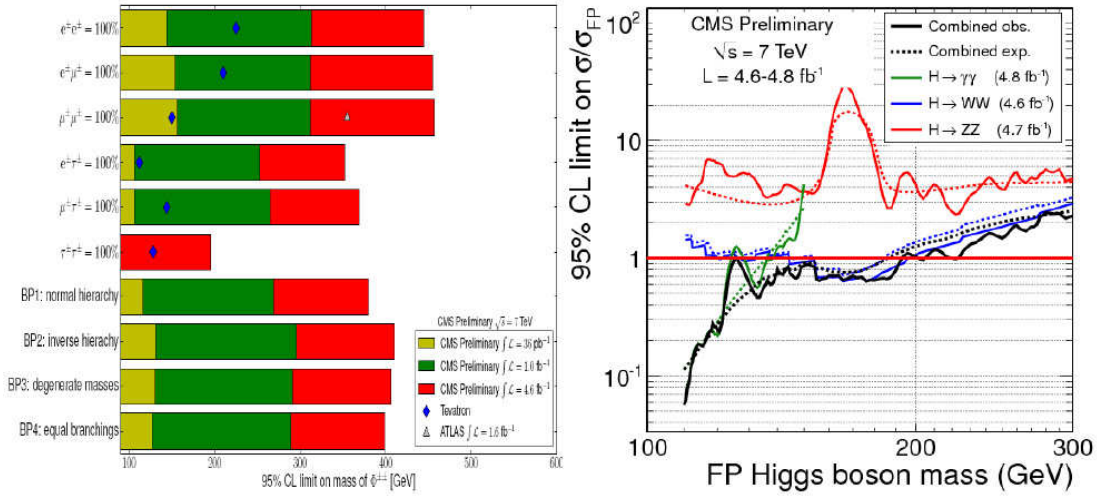 e±e± = 100%
e±μ± = 100%
μ±μ± = 100%
e±τ± = 100%
μ±τ± = 100%
τ±τ± = 100%
BP1: normal hierarchy
BP2: inverse hierachy
BP3: degenerate masses
BP4: equal branchings
CMS Preliminary √s = 7 TeV
CMS Preliminary ∫ℒ = 36 pb⁻¹
CMS Preliminary ∫ℒ = 1.0 fb⁻¹
CMS Preliminary ∫ℒ = 4.6 fb⁻¹
Tevatron
ATLAS ∫ℒ = 1.6 fb⁻¹
100 200 300 400 500 600
95% CL limit on mass of Φ±± [GeV]
95% CL limit on σ/σFP
10²
10
1
10⁻¹
CMS Preliminary
√s = 7 TeV
L = 4.6-4.8 fb⁻¹
Combined obs.
Combined exp.
H → γγ (4.8 fb⁻¹)
H → WW (4.6 fb⁻¹)
H → ZZ (4.7 fb⁻¹)
100 200 300
FP Higgs boson mass (GeV)